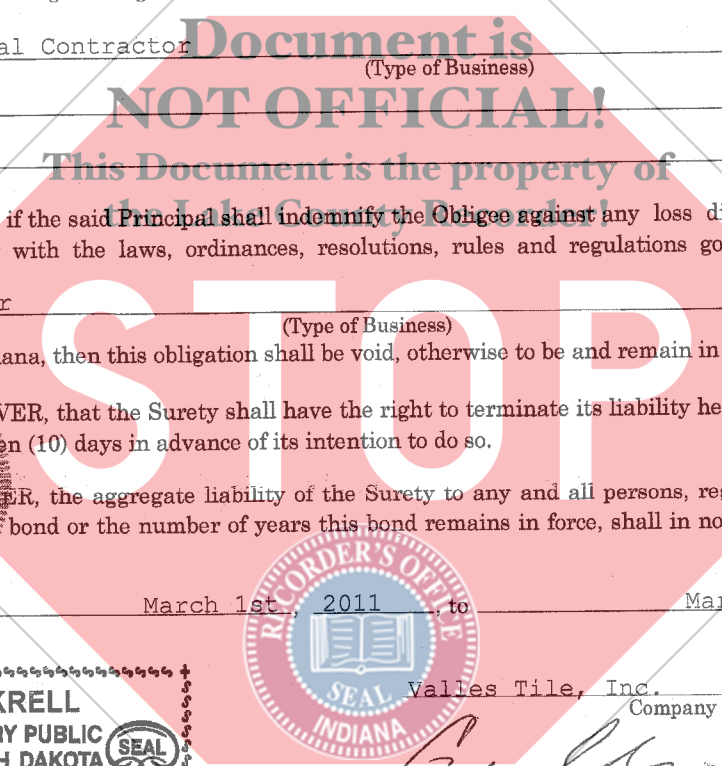 al Contractor
Document is
(Type of Business)
NOT OFFICIAL!
This Document is the property of
the Lake County Recorder!
if the said Principal shall indemnify the Obligee against any loss di
with the laws, ordinances, resolutions, rules and regulations go
r
STOP
(Type of Business)
iana, then this obligation shall be void, otherwise to be and remain in
VER, that the Surety shall have the right to terminate its liability he
en (10) days in advance of its intention to do so.
ER, the aggregate liability of the Surety to any and all persons, reg
bond or the number of years this bond remains in force, shall in no
RECORDER'S OFFICE
March 1st, 2011, to Mar
SEAL
INDIANA
Valles Tile, Inc.
Company
KRELL
RY PUBLIC
H DAKOTA
SEAL